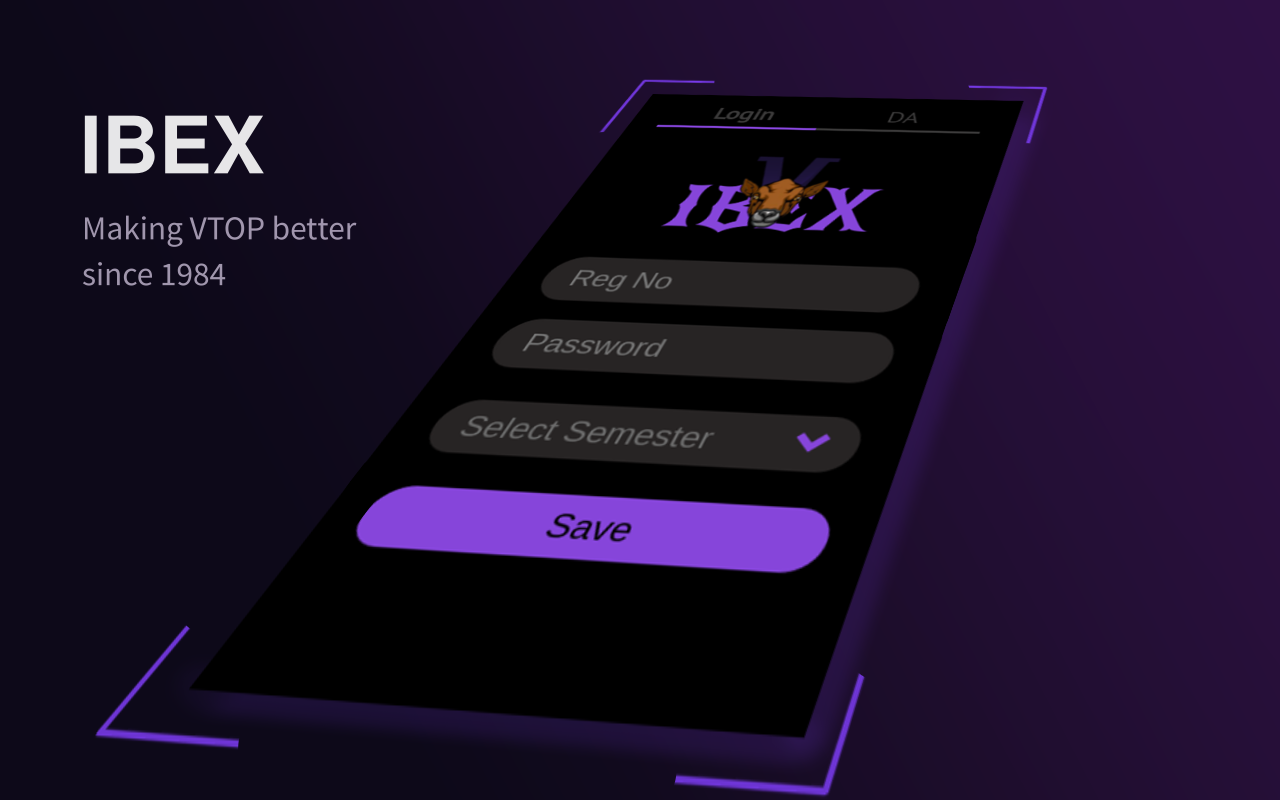 IBEX
Making VTOP better
since 1984
Login
DA
V
IBEX
Reg No
Password
Select Semester
Save